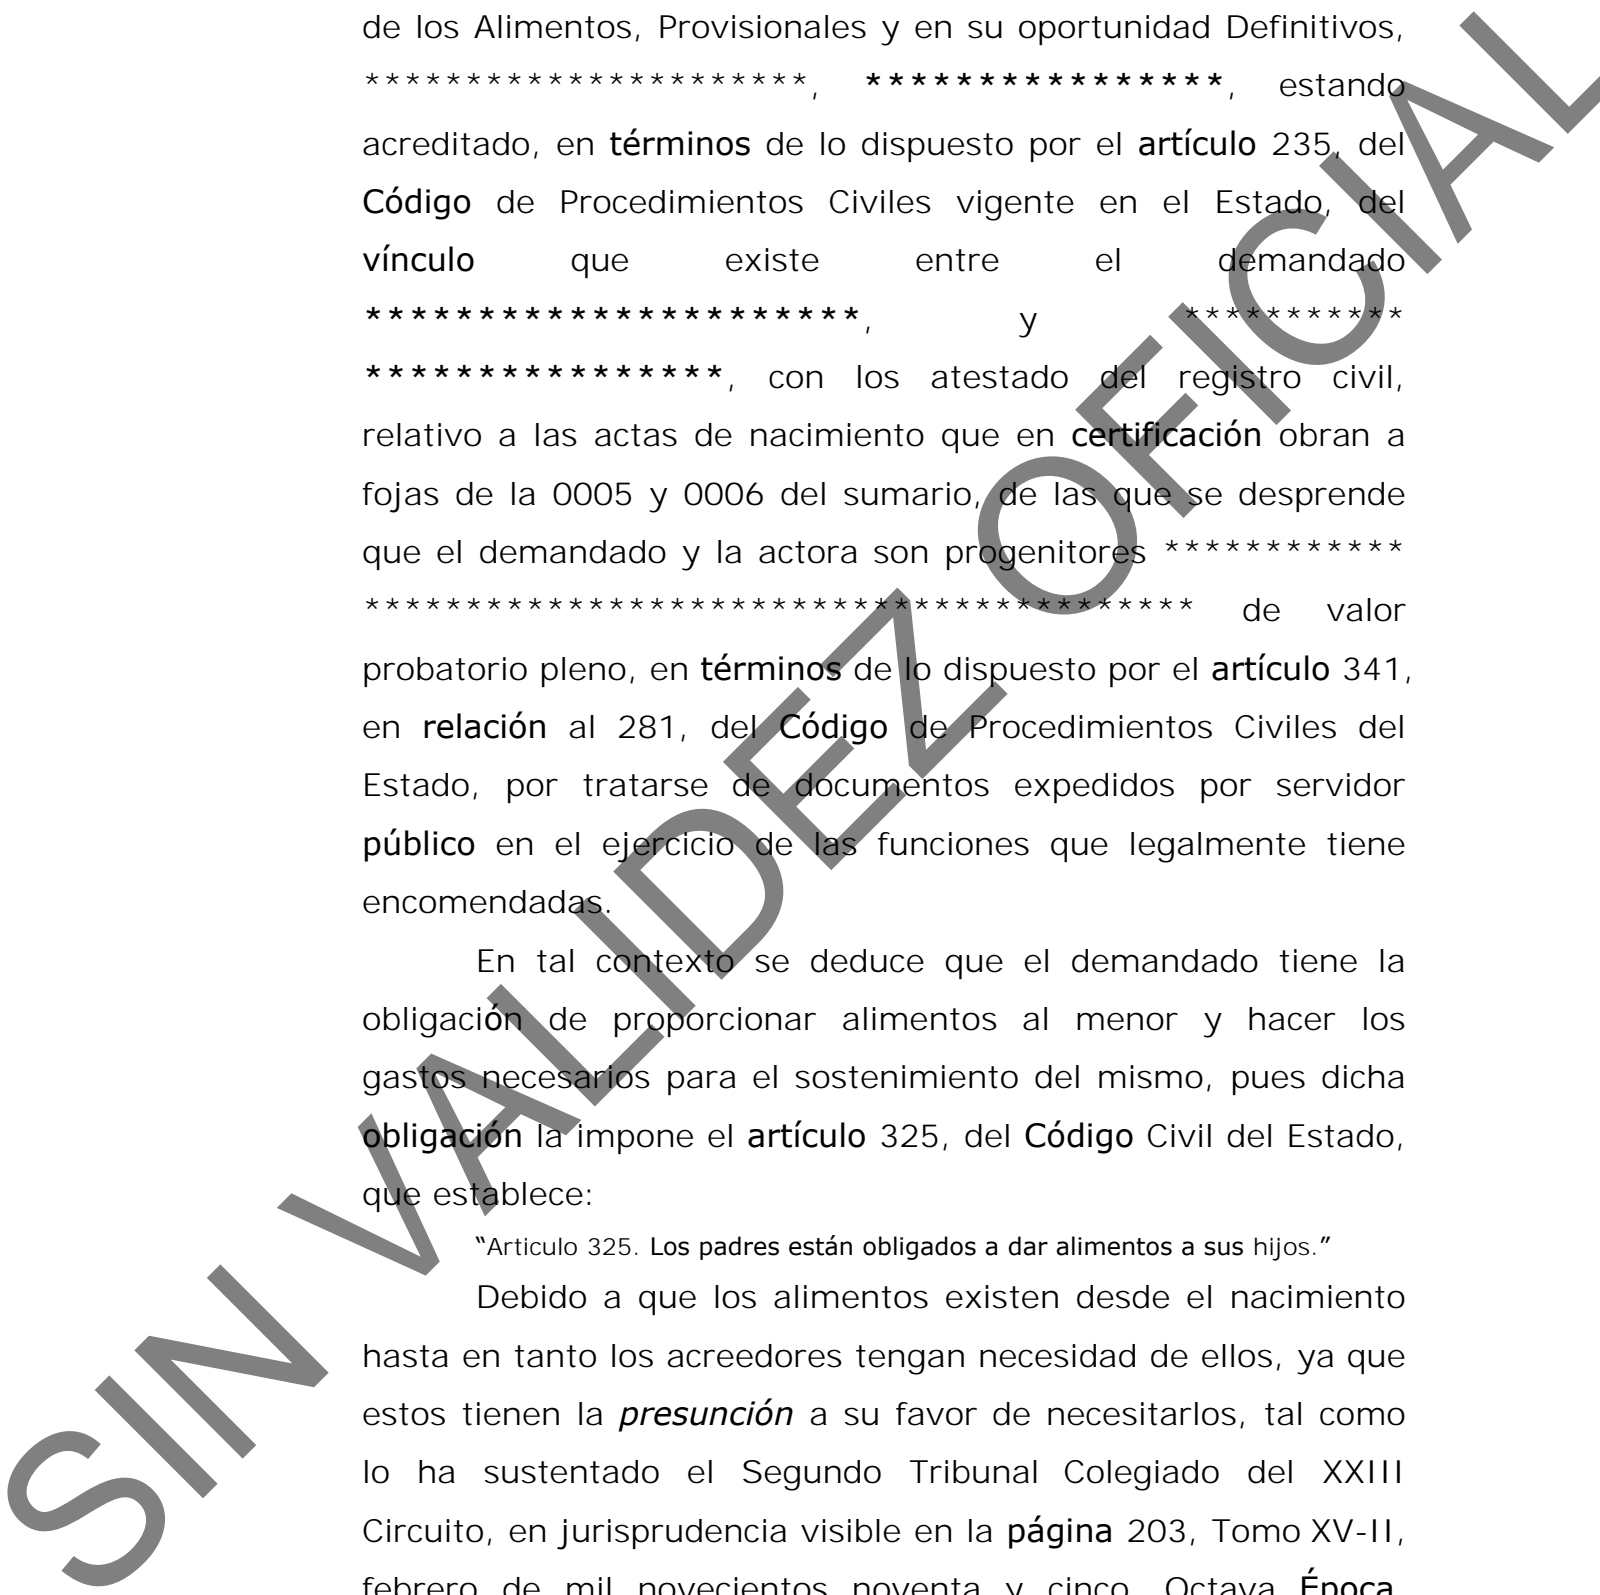 de los Alimentos, Provisionales y en su oportunidad Definitivos,
**********************, ****************, estando
acreditado, en términos de lo dispuesto por el artículo 235, del
Código de Procedimientos Civiles vigente en el Estado, del
vínculo que existe entre el demandado
**********************, y ***********
****************, con los atestado del registro civil,
relativo a las actas de nacimiento que en certificación obran a
fojas de la 0005 y 0006 del sumario, de las que se desprende
que el demandado y la actora son progenitores ************
***************************************** de valor
probatorio pleno, en términos de lo dispuesto por el artículo 341,
en relación al 281, del Código de Procedimientos Civiles del
Estado, por tratarse de documentos expedidos por servidor
público en el ejercicio de las funciones que legalmente tiene
encomendadas.
En tal contexto se deduce que el demandado tiene la
obligación de proporcionar alimentos al menor y hacer los
gastos necesarios para el sostenimiento del mismo, pues dicha
obligación la impone el artículo 325, del Código Civil del Estado,
que establece:
“Articulo 325. Los padres están obligados a dar alimentos a sus hijos.”
Debido a que los alimentos existen desde el nacimiento
hasta en tanto los acreedores tengan necesidad de ellos, ya que
estos tienen la presunción a su favor de necesitarlos, tal como
lo ha sustentado el Segundo Tribunal Colegiado del XXIII
Circuito, en jurisprudencia visible en la página 203, Tomo XV-II,
febrero de mil novecientos noventa y cinco, Octava Época,
SIN VALIDEZ OFICIAL